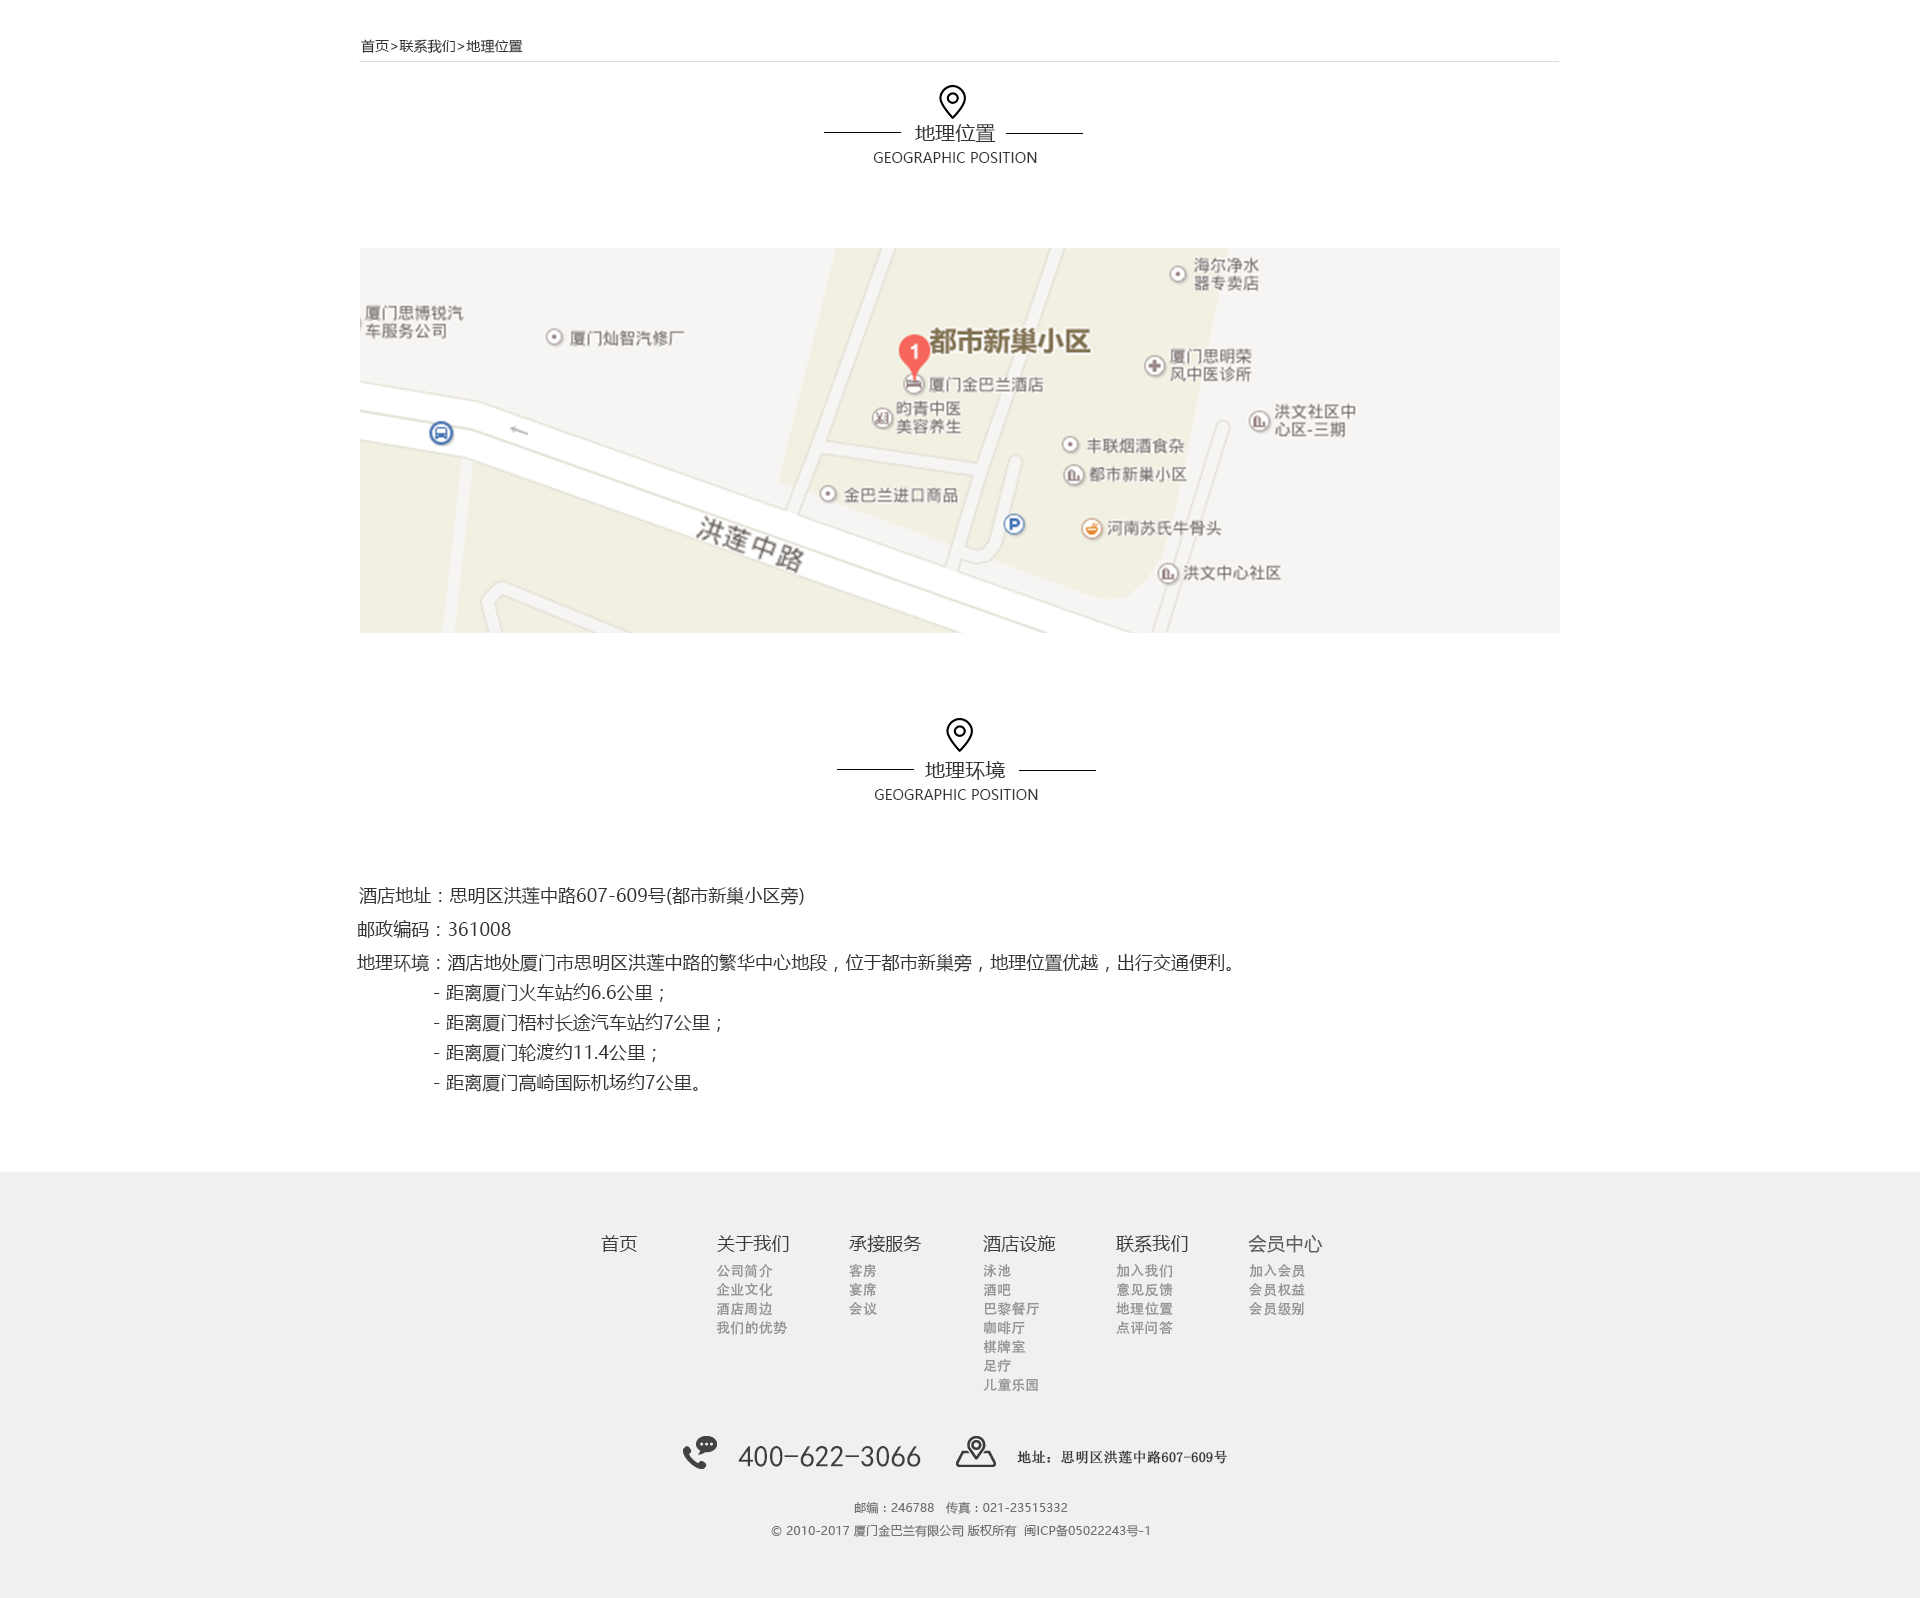 首页>联系我们>地理位置
地理位置
GEOGRAPHIC POSITION
海尔净水
器专卖店
厦门思博锐汽
车服务公司
厦门灿智汽修厂
都市新巢小区
1
厦门思明荣
风中医诊所
厦门金巴兰酒店
昀青中医
美容养生
洪文社区中
心区-三期
丰联烟酒食杂
都市新巢小区
金巴兰进口商品
P
河南苏氏牛骨头
洪莲中路
洪文中心社区
地理环境
GEOGRAPHIC POSITION
酒店地址：思明区洪莲中路607-609号(都市新巢小区旁)
邮政编码：361008
地理环境：酒店地处厦门市思明区洪莲中路的繁华中心地段，位于都市新巢旁，地理位置优越，出行交通便利。
- 距离厦门火车站约6.6公里；
- 距离厦门梧村长途汽车站约7公里；
- 距离厦门轮渡约11.4公里；
- 距离厦门高崎国际机场约7公里。
首页
关于我们
公司简介
企业文化
酒店周边
我们的优势
承接服务
客房
宴席
会议
酒店设施
泳池
酒吧
巴黎餐厅
咖啡厅
棋牌室
足疗
儿童乐园
联系我们
加入我们
意见反馈
地理位置
点评问答
会员中心
加入会员
会员权益
会员级别
400-622-3066
地址：思明区洪莲中路607-609号
邮编：246788 传真：021-23515332
© 2010-2017 厦门金巴兰有限公司 版权所有 闽ICP备05022243号-1